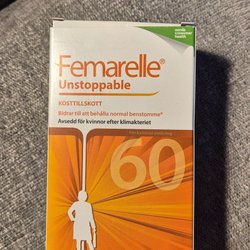 Femarelle®
Unstoppable
KOSTTILLSKOTT
Bidrar till att behålla normal benstomme*
Avsedd för kvinnor efter klimakteriet
60